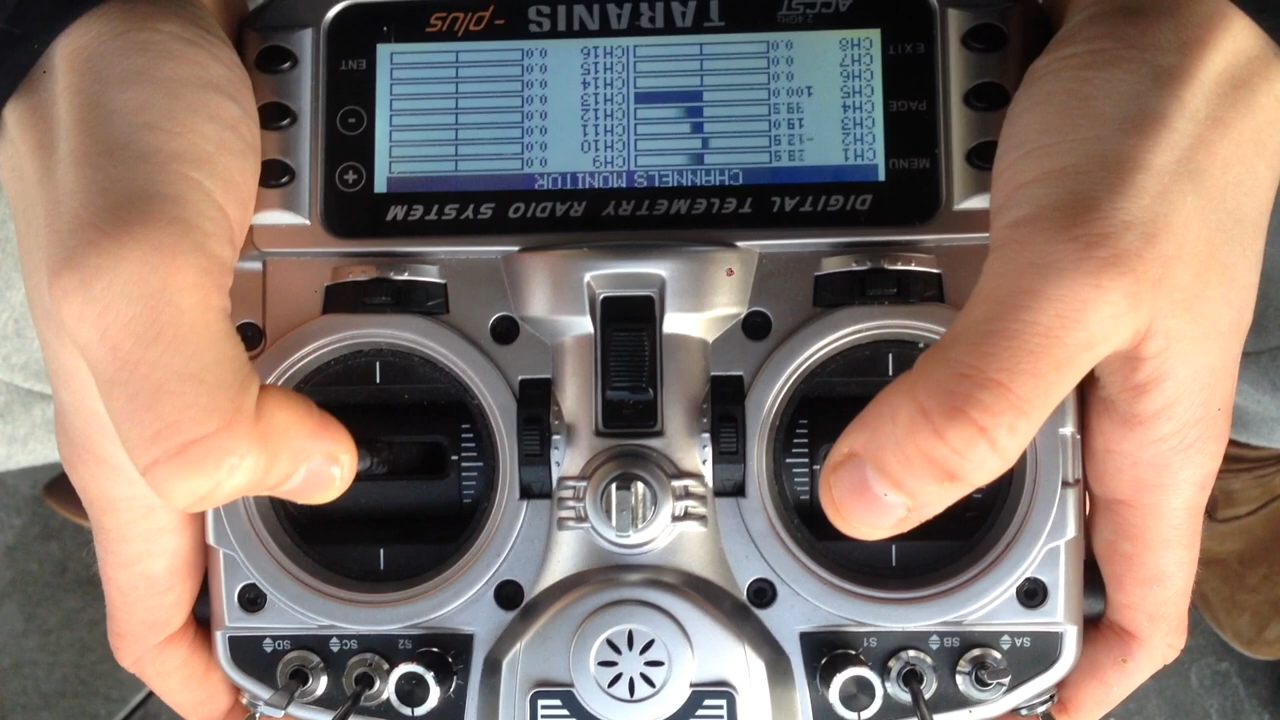 SA SB S1 S2 SC SD
DIGITAL TELEMETRY RADIO SYSTEM
CHANNELS MONITOR
MENU CH1 CH9 0.0 +
CH2 -12.9 CH10 0.0
CH3 19.0 CH11 0.0
PAGE CH4 39.9 CH12 0.0 -
CH5 100.0 CH13 0.0
CH6 0.0 CH14 0.0
CH7 0.0 CH15 0.0
EXIT CH8 0.0 CH16 0.0 ENT
ACCST 2.4GHz TARANIS -plus